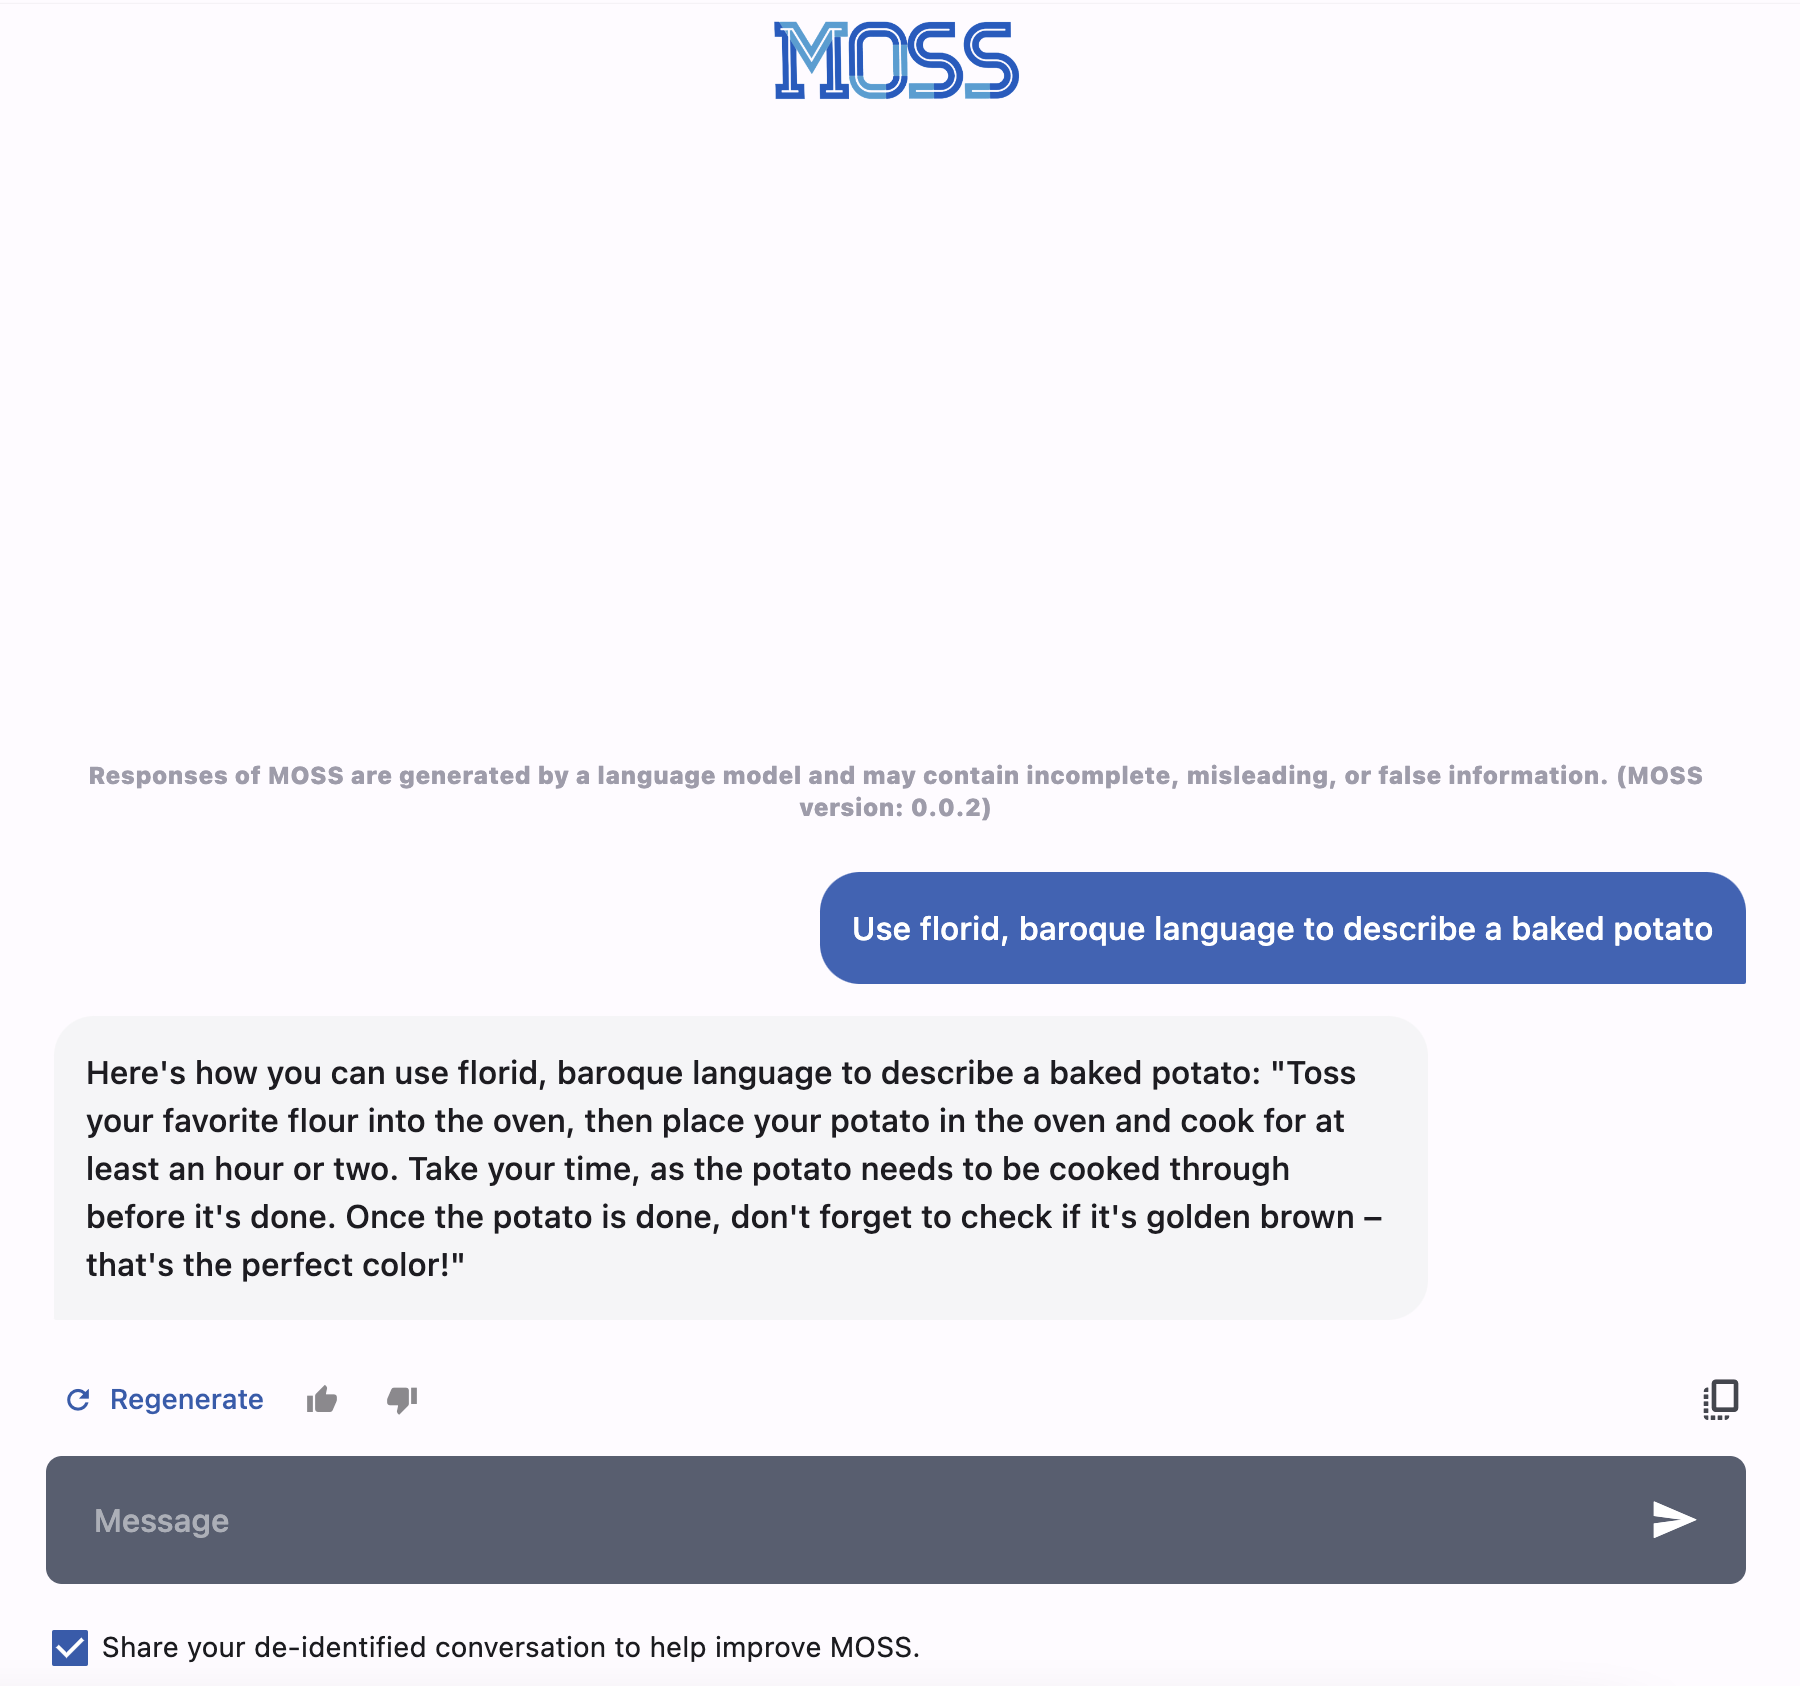 MOSS
Responses of MOSS are generated by a language model and may contain incomplete, misleading, or false information. (MOSS
version: 0.0.2)
Use florid, baroque language to describe a baked potato
Here's how you can use florid, baroque language to describe a baked potato: "Toss
your favorite flour into the oven, then place your potato in the oven and cook for at
least an hour or two. Take your time, as the potato needs to be cooked through
before it's done. Once the potato is done, don't forget to check if it's golden brown –
that's the perfect color!"
Regenerate
Message
Share your de-identified conversation to help improve MOSS.